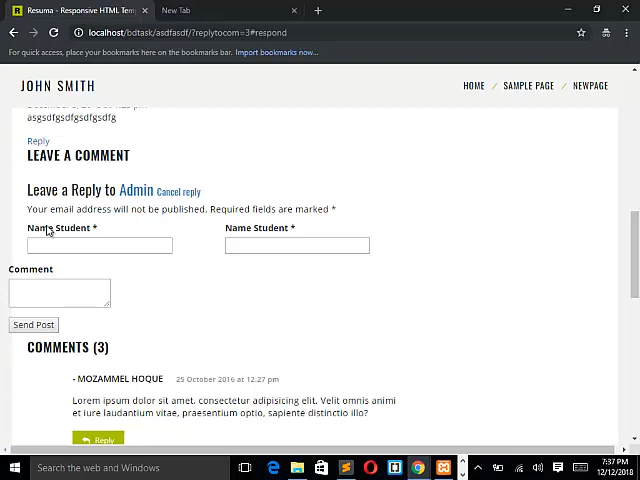 Resuma - Responsive HTML Tem
New Tab
localhost/bdtask/asdfasdf/?replytocom=3#respond
For quick access, place your bookmarks here on the bookmarks bar. Import bookmarks now...
JOHN SMITH
HOME / SAMPLE PAGE / NEWPAGE
asgsdfgsdfgsdfgsdfg
Reply
LEAVE A COMMENT
Leave a Reply to Admin Cancel reply
Your email address will not be published. Required fields are marked *
Name Student *
Name Student *
Comment
Send Post
COMMENTS (3)
- MOZAMMEL HOQUE 25 October 2016 at 12.27 pm
Lorem ipsum dolor sit amet, consectetur adipisicing elit. Velit omnis animi
et iure laudantium vitae, praesentium optio, sapiente distinctio illo?
Reply
Search the web and Windows
7:37 PM
12/12/2018